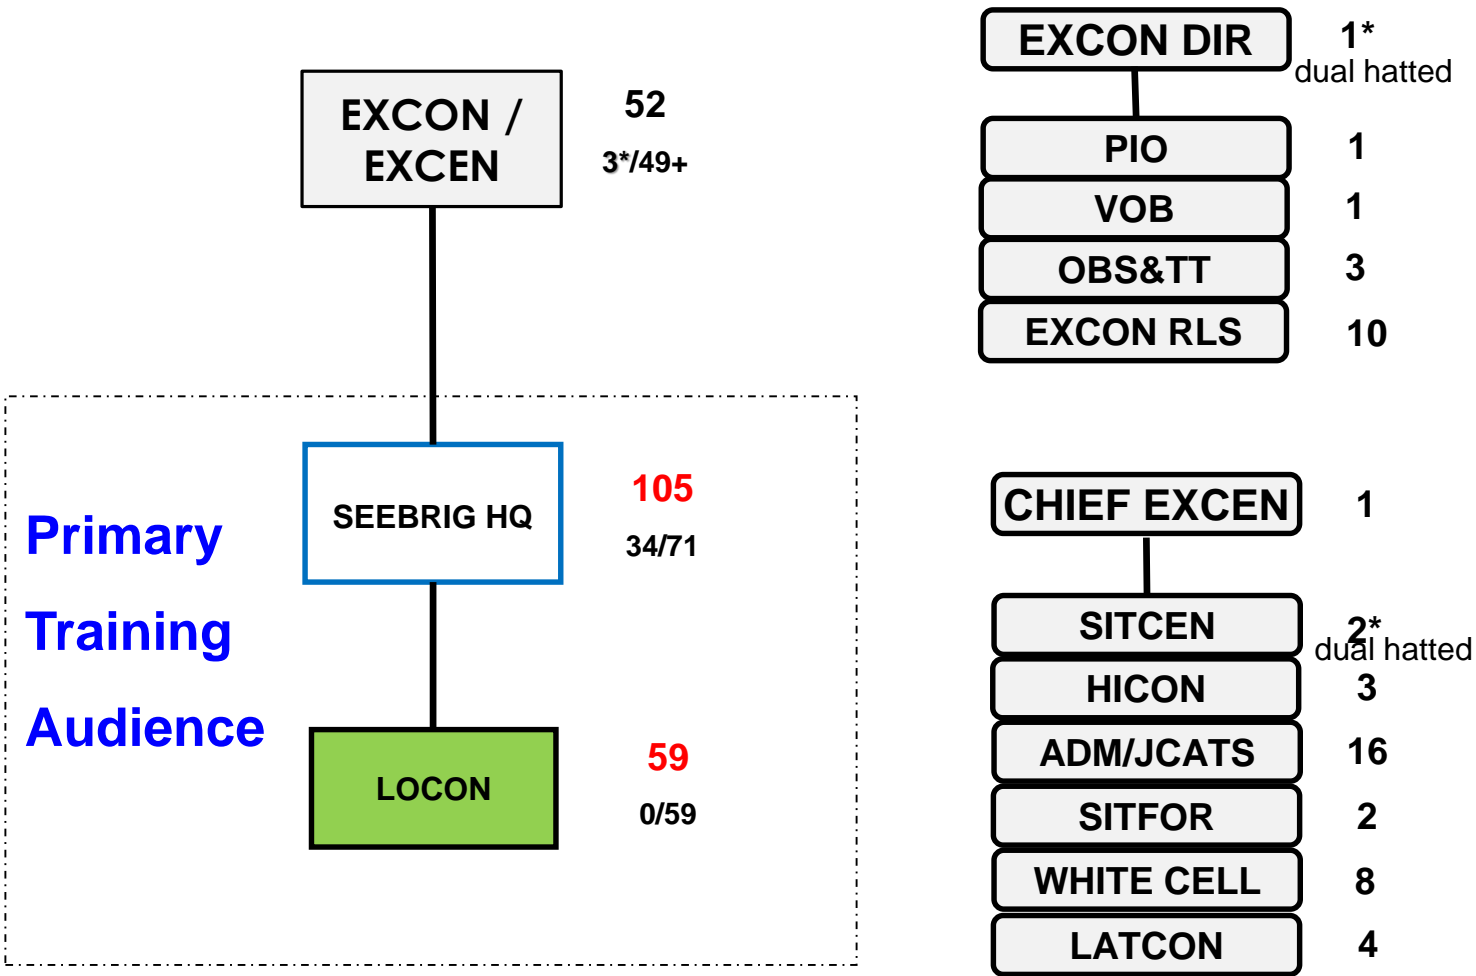 EXCON /
EXCEN
52
3*/49+
Primary
Training
Audience
SEEBRIG HQ
105
34/71
LOCON
59
0/59
EXCON DIR
1*
dual hatted
PIO
1
VOB
1
OBS&TT
3
EXCON RLS
10
CHIEF EXCEN
1
SITCEN
2*
dual hatted
HICON
3
ADM/JCATS
16
SITFOR
2
WHITE CELL
8
LATCON
4